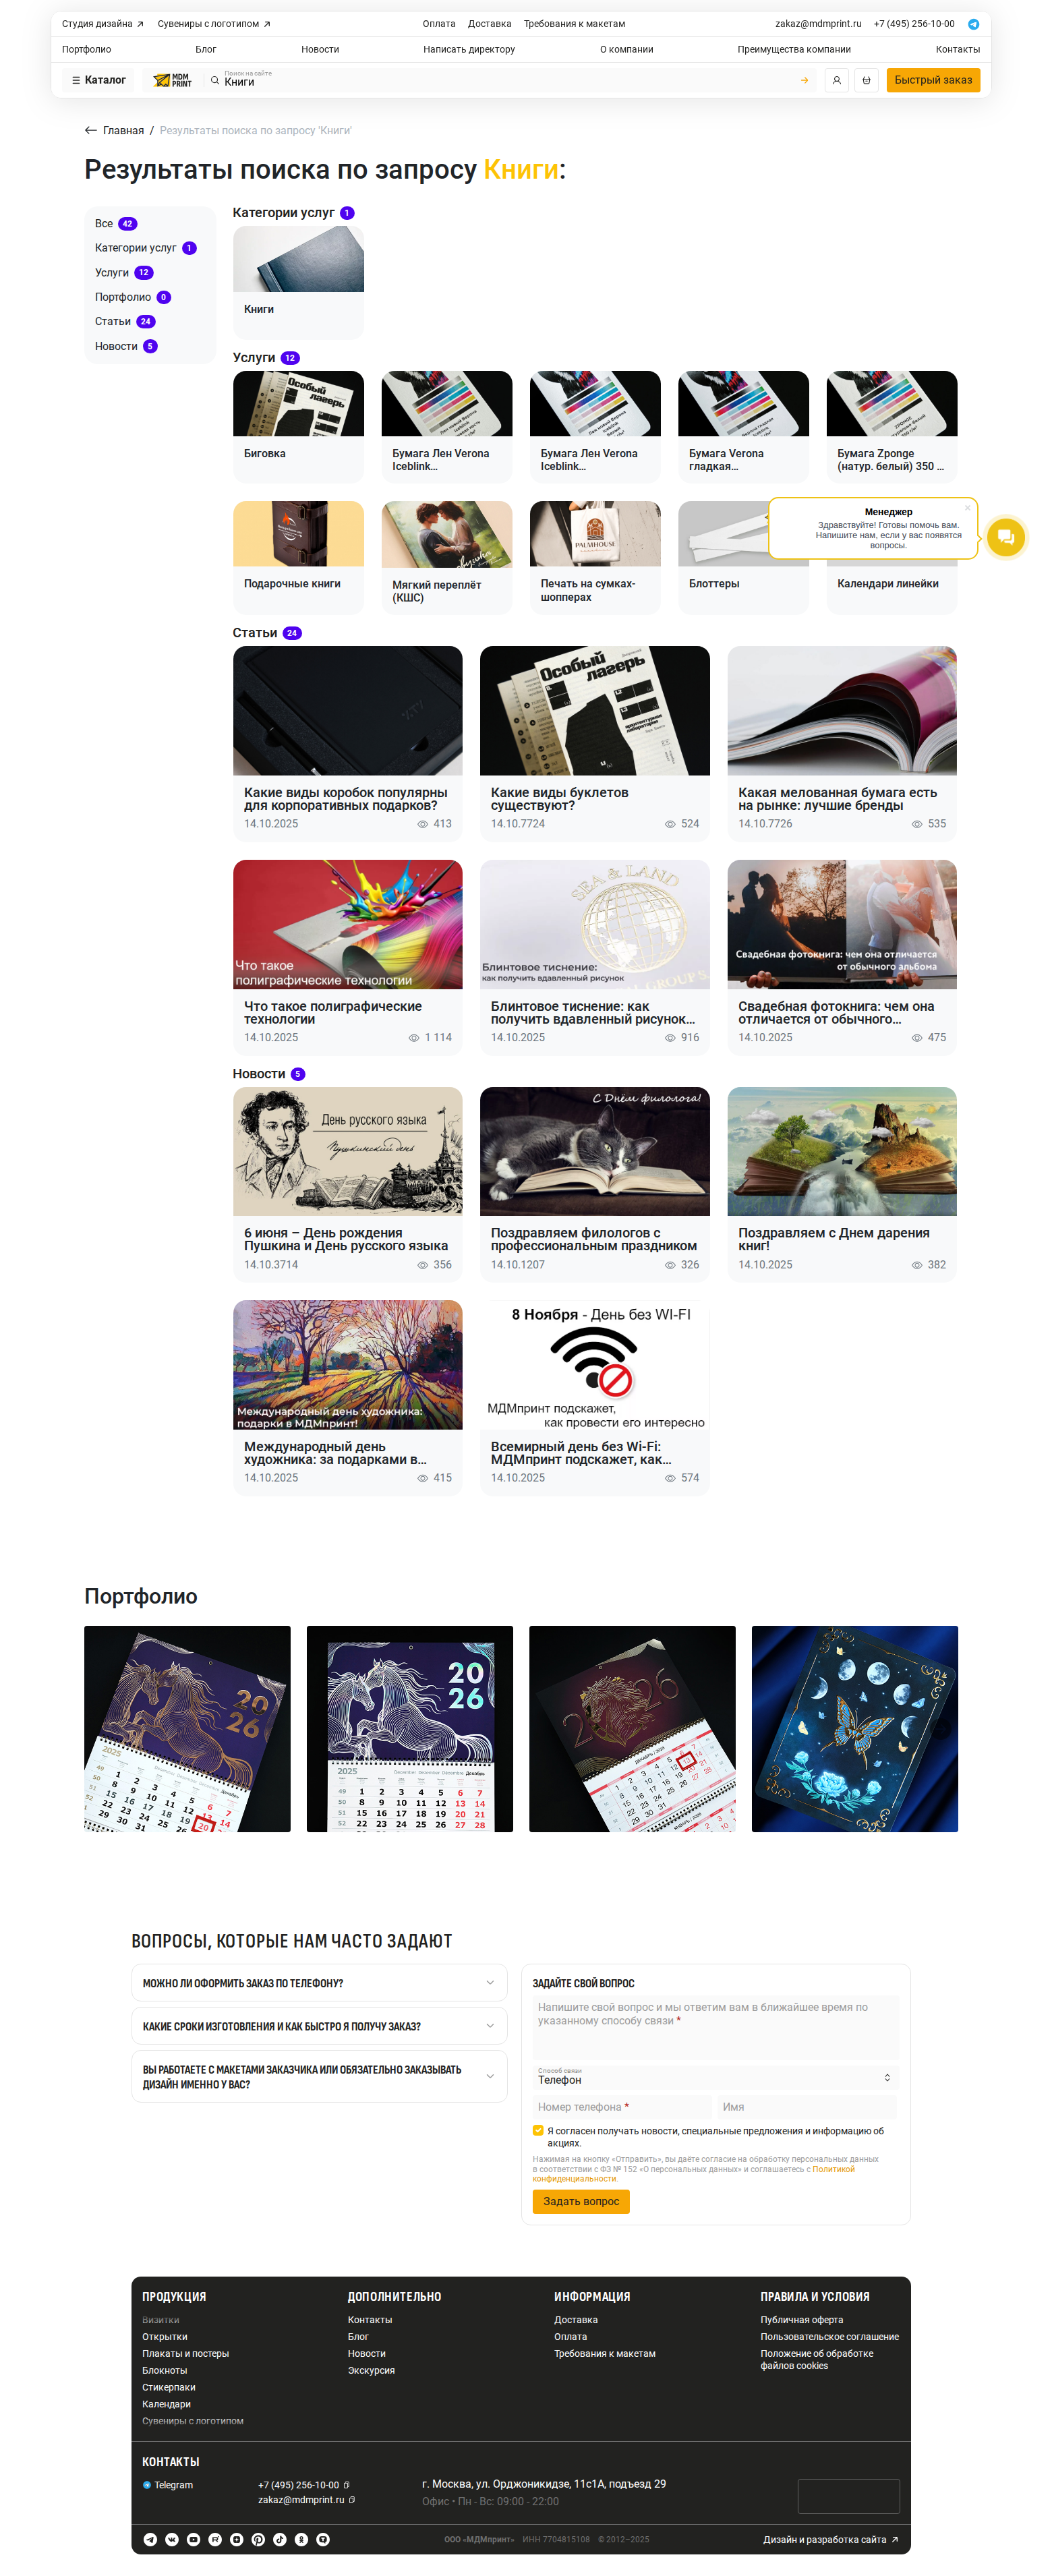 Студия дизайна
Сувениры с логотипом
Оплата
Доставка
Требования к макетам
zakaz@mdmprint.ru
+7 (495) 256-10-00
Портфолио
Блог
Новости
Написать директору
О компании
Преимущества компании
Контакты
Каталог
MDM PRINT
Поиск на сайте
Книги
Быстрый заказ
Главная / Результаты поиска по запросу 'Книги'
Результаты поиска по запросу Книги:
Все 42
Категории услуг 1
Услуги 12
Портфолио 0
Статьи 24
Новости 5
Категории услуг 1
Книги
Услуги 12
Особый лагерь
Биговка
Бумага Лен Verona
Iceblink…
Бумага Лен Verona
Iceblink…
Бумага Verona
гладкая…
Бумага Zponge
(натур. белый) 350 …
Подарочные книги
Мягкий переплёт
(КШС)
PALMHOUSE
Печать на сумках-
шопперах
Блоттеры
Календари линейки
Менеджер
Здравствуйте! Готовы помочь вам.
Напишите нам, если у вас появятся
вопросы.
Статьи 24
Какие виды коробок популярны
для корпоративных подарков?
14.10.2025 413
Особый лагерь
Какие виды буклетов
существуют?
14.10.7724 524
Какая мелованная бумага есть
на рынке: лучшие бренды
14.10.7726 535
Что такое
полиграфические технологии
Что такое полиграфические
технологии
14.10.2025 1 114
SEA & LAND
Блинтовое тиснение:
как получить вдавленный рисунок
Блинтовое тиснение: как
получить вдавленный рисунок…
14.10.2025 916
Свадебная фотокнига: чем она отличается
от обычного альбома
Свадебная фотокнига: чем она
отличается от обычного…
14.10.2025 475
Новости 5
День русского языка
Пушкинский день
6 июня – День рождения
Пушкина и День русского языка
14.10.3714 356
С Днём филолога!
Поздравляем филологов с
профессиональным праздником
14.10.1207 326
Поздравляем с Днем дарения
книг!
14.10.2025 382
Международный день художника:
подарки в МДМпринт!
Международный день
художника: за подарками в…
14.10.2025 415
8 Ноября - День без WI-FI
МДМпринт подскажет,
как провести его интересно
Всемирный день без Wi-Fi:
МДМпринт подскажет, как…
14.10.2025 574
Портфолио
2026
2025
2026
2025
ВОПРОСЫ, КОТОРЫЕ НАМ ЧАСТО ЗАДАЮТ
МОЖНО ЛИ ОФОРМИТЬ ЗАКАЗ ПО ТЕЛЕФОНУ?
КАКИЕ СРОКИ ИЗГОТОВЛЕНИЯ И КАК БЫСТРО Я ПОЛУЧУ ЗАКАЗ?
ВЫ РАБОТАЕТЕ С МАКЕТАМИ ЗАКАЗЧИКА ИЛИ ОБЯЗАТЕЛЬНО ЗАКАЗЫВАТЬ
ДИЗАЙН ИМЕННО У ВАС?
ЗАДАЙТЕ СВОЙ ВОПРОС
Напишите свой вопрос и мы ответим вам в ближайшее время по
указанному способу связи *
Способ связи
Телефон
Номер телефона *
Имя
Я согласен получать новости, специальные предложения и информацию об
акциях.
Нажимая на кнопку «Отправить», вы даёте согласие на обработку персональных данных
в соответствии с ФЗ № 152 «О персональных данных» и соглашаетесь с Политикой
конфиденциальности
Задать вопрос
ПРОДУКЦИЯ
Визитки
Открытки
Плакаты и постеры
Блокноты
Стикерпаки
Календари
Сувениры с логотипом
ДОПОЛНИТЕЛЬНО
Контакты
Блог
Новости
Экскурсия
ИНФОРМАЦИЯ
Доставка
Оплата
Требования к макетам
ПРАВИЛА И УСЛОВИЯ
Публичная оферта
Пользовательское соглашение
Положение об обработке
файлов cookies
КОНТАКТЫ
Telegram
+7 (495) 256-10-00
zakaz@mdmprint.ru
г. Москва, ул. Орджоникидзе, 11с1А, подъезд 29
Офис • Пн - Вс: 09:00 - 22:00
ООО «МДМпринт» ИНН 7704815108 © 2012–2025
Дизайн и разработка сайта